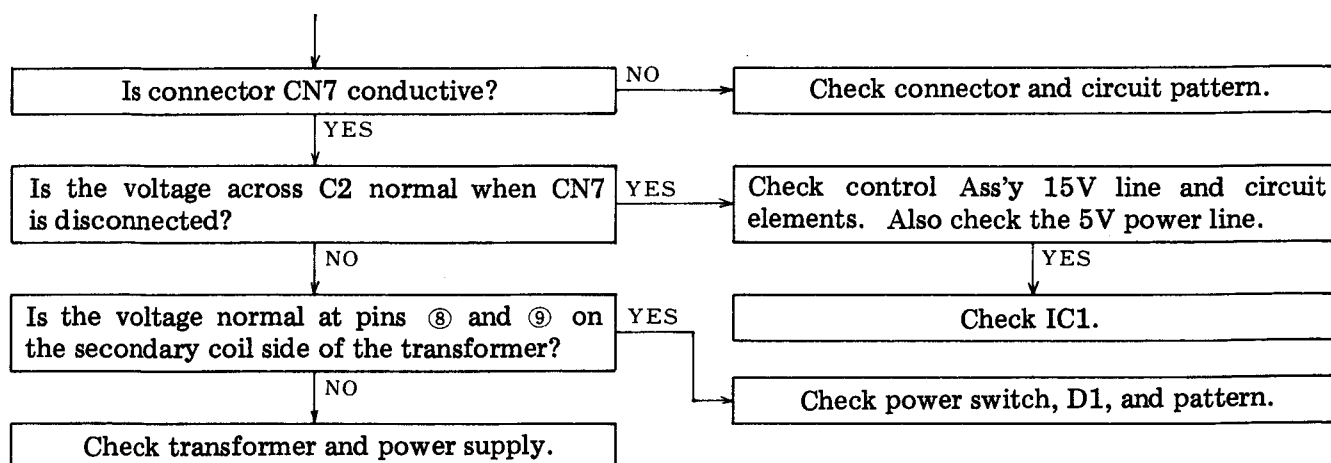 Is connector CN7 conductive?
NO
Check connector and circuit pattern.
YES
Is the voltage across C2 normal when CN7
is disconnected?
YES
Check control Ass'y 15V line and circuit
elements. Also check the 5V power line.
NO
YES
Is the voltage normal at pins ⑧ and ⑨ on
the secondary coil side of the transformer?
YES
Check IC1.
NO
Check power switch, D1, and pattern.
Check transformer and power supply.